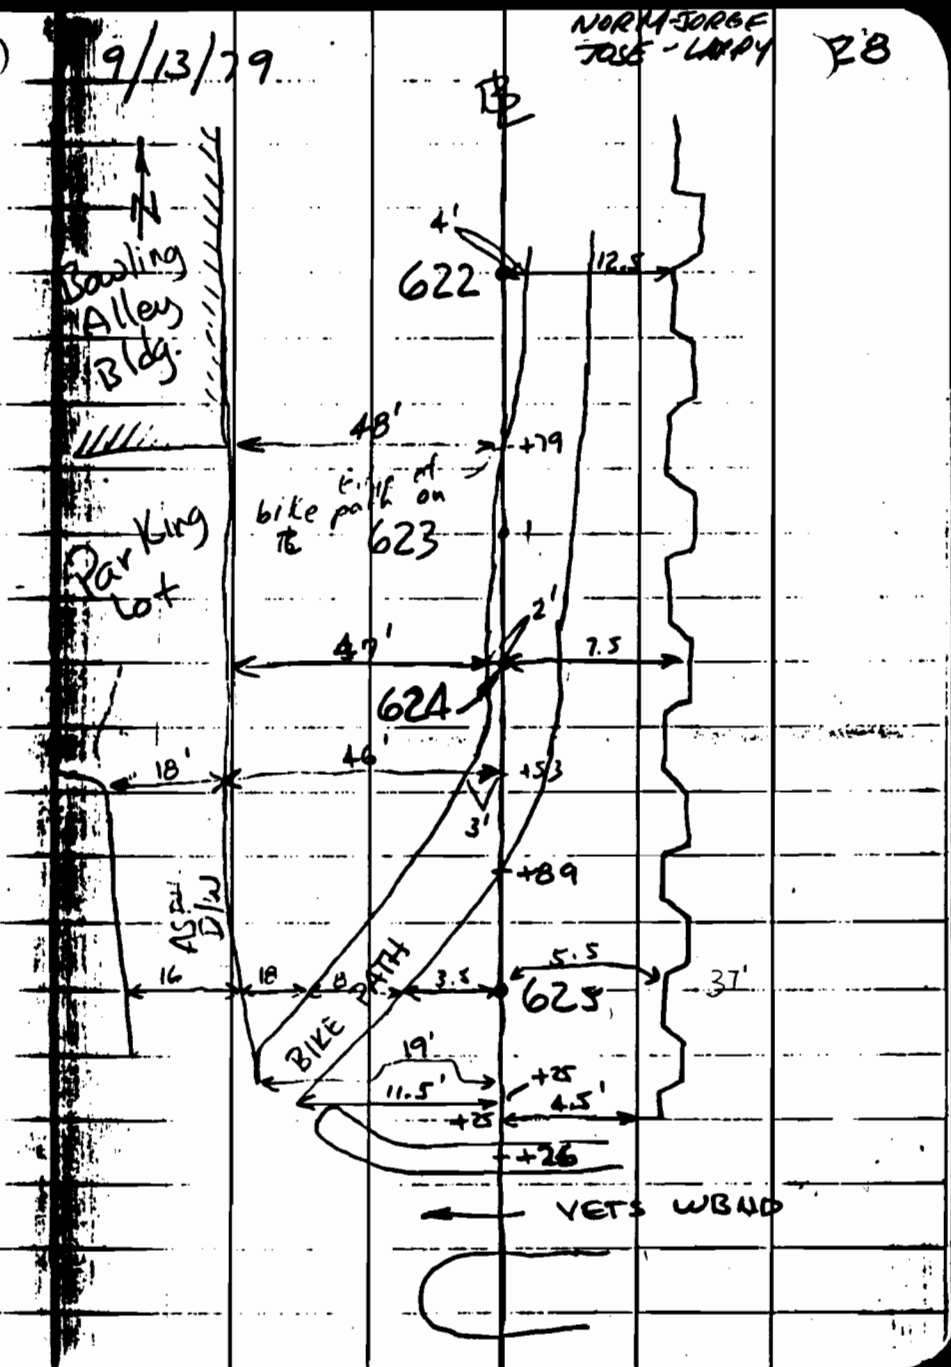 9/13/79
NORM-JORGE
JOSE - LARRY
28
N
4'
622
12.5
Bowling
Alley
Bldg.
48'
+79
bike path on
623
1
Parking
Lot
2'
47'
7.5
624
46'
18'
+53
3'
+89
D/W
16
18
8
3.5
5.5
625
37'
BIKE PATH
19'
11.5'
+25
+25
4.5'
+26
VETS WBND